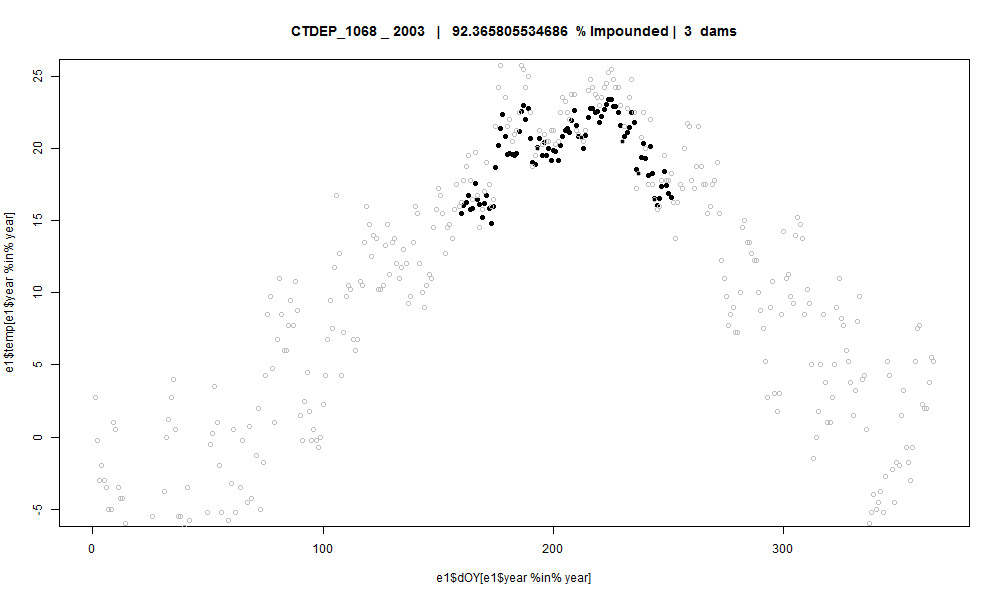 CTDEP_1068 _ 2003 | 92.365805534686 % Impounded | 3 dams
e1$temp[e1$year %in% year]
25
20
15
10
5
0
-5
0 100 200 300
e1$dOY[e1$year %in% year]